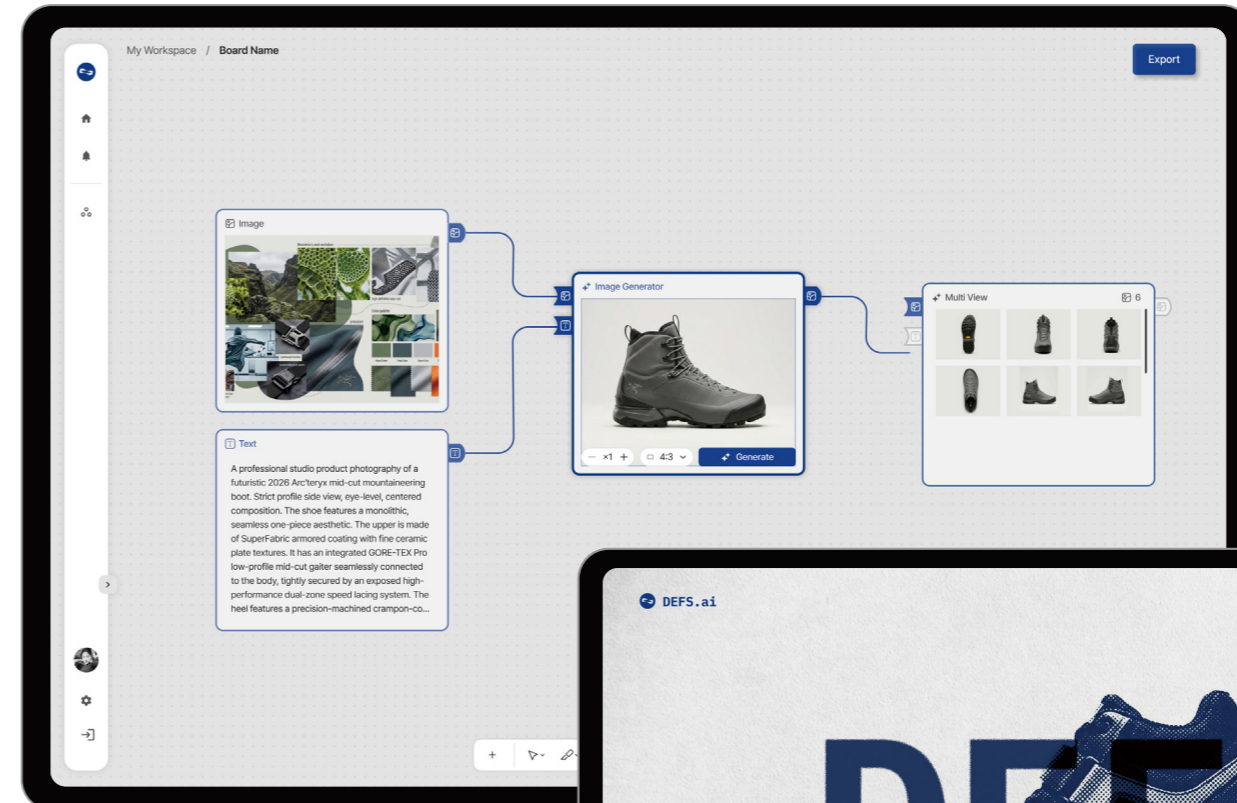 My Workspace / Board Name
Export
Image
Image Generator
Multi View
6
×1
4:3
Generate
Text
A professional studio product photography of a
futuristic 2026 Arc'teryx mid-cut mountaineering
boot. Strict profile side view, eye-level, centered
composition. The shoe features a monolithic,
seamless one-piece aesthetic. The upper is made
of SuperFabric armored coating with fine ceramic
plate textures. It has an integrated GORE-TEX Pro
low-profile mid-cut gaiter seamlessly connected
to the body, tightly secured by an exposed high-
performance dual-zone speed lacing system. The
heel features a precision-machined crampon-co...
DEFS.ai
DEF